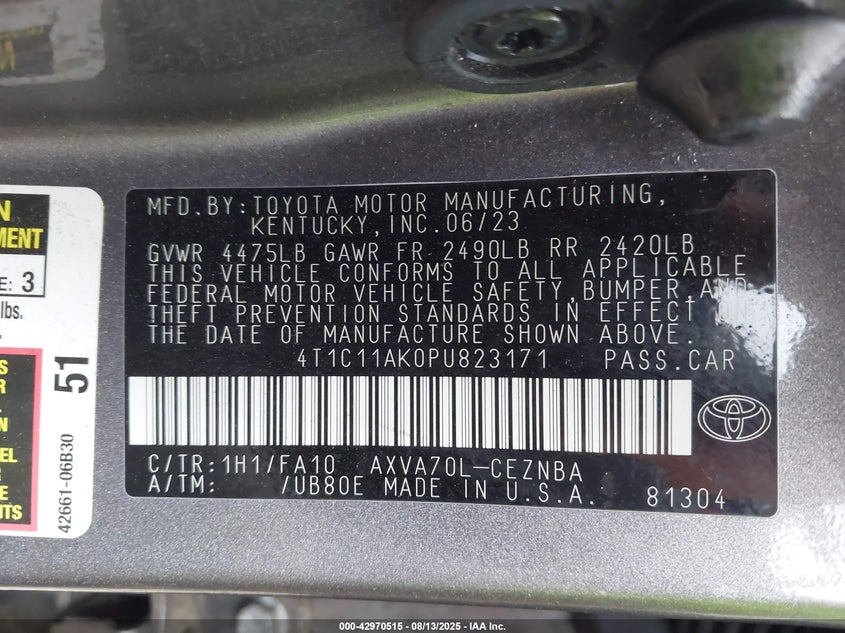 MFD.BY:TOYOTA MOTOR MANUFACTURING,
KENTUCKY,INC.06/23
GVWR 4475LB GAWR FR 2490LB RR 2420LB
THIS VEHICLE CONFORMS TO ALL APPLICABLE
FEDERAL MOTOR VEHICLE SAFETY,BUMPER,AND
THEFT PREVENTION STANDARDS IN EFFECT ON
THE DATE OF MANUFACTURE SHOWN ABOVE.
4T1C11AK0PU823171 PASS.CAR
C/TR:1H1/FA10 AXVA70L-CEZNBA
A/TM: /UB80E MADE IN U.S.A. 81304
N
MENT
E: 3
lbs.
S
R
N
EL
E
TS
51
42661-06B30
000-42970515 - 08/13/2025 - IAA Inc.